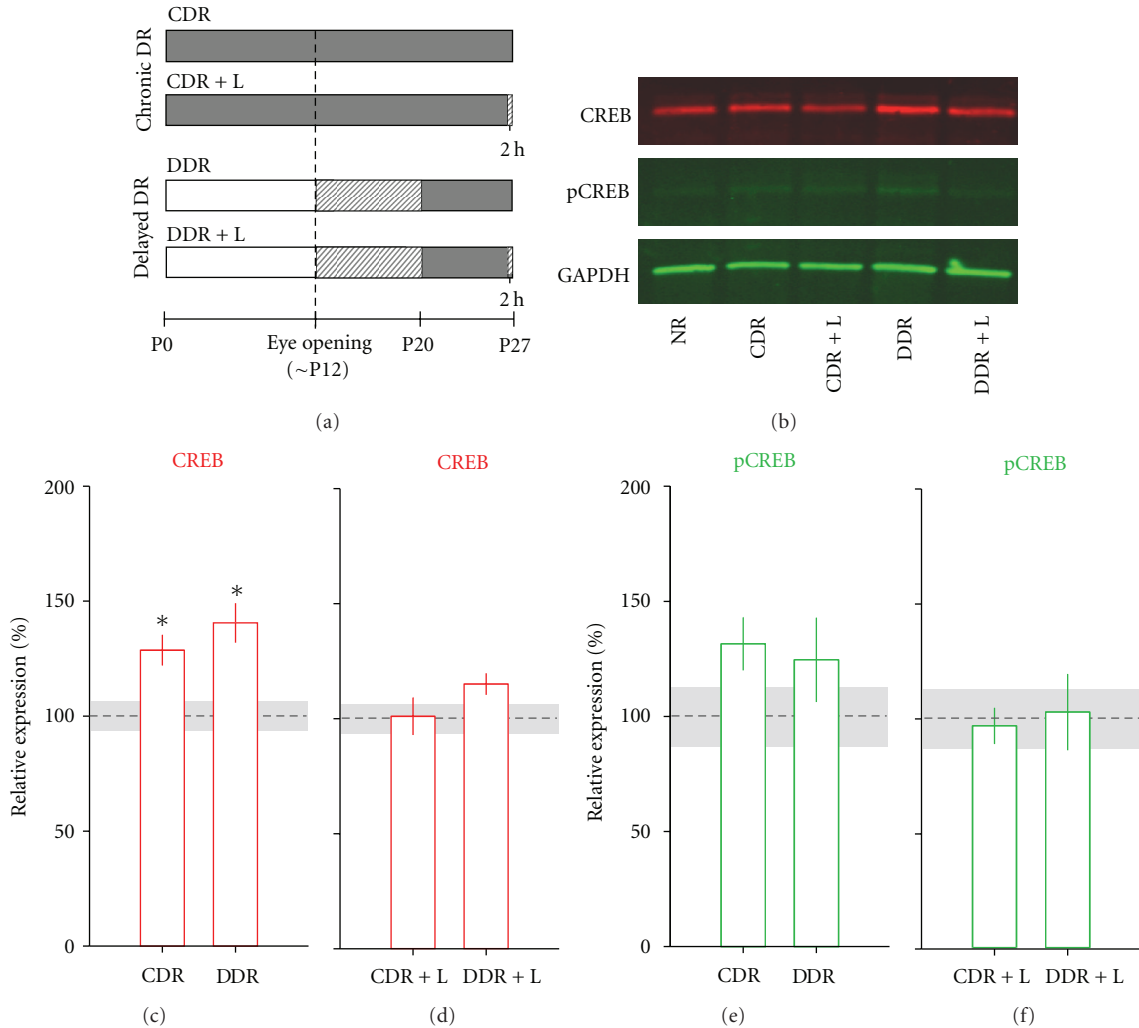 Chronic DR
CDR
CDR + L
2 h
Delayed DR
DDR
DDR + L
2 h
P0
Eye opening
(~P12)
P20
P27
(a)
CREB
pCREB
GAPDH
NR
CDR
CDR + L
DDR
DDR + L
(b)
CREB
Relative expression (%)
200
150
100
50
0
*
*
CDR
DDR
(c)
CREB
CDR + L
DDR + L
(d)
pCREB
Relative expression (%)
200
150
100
50
0
CDR
DDR
(e)
pCREB
CDR + L
DDR + L
(f)